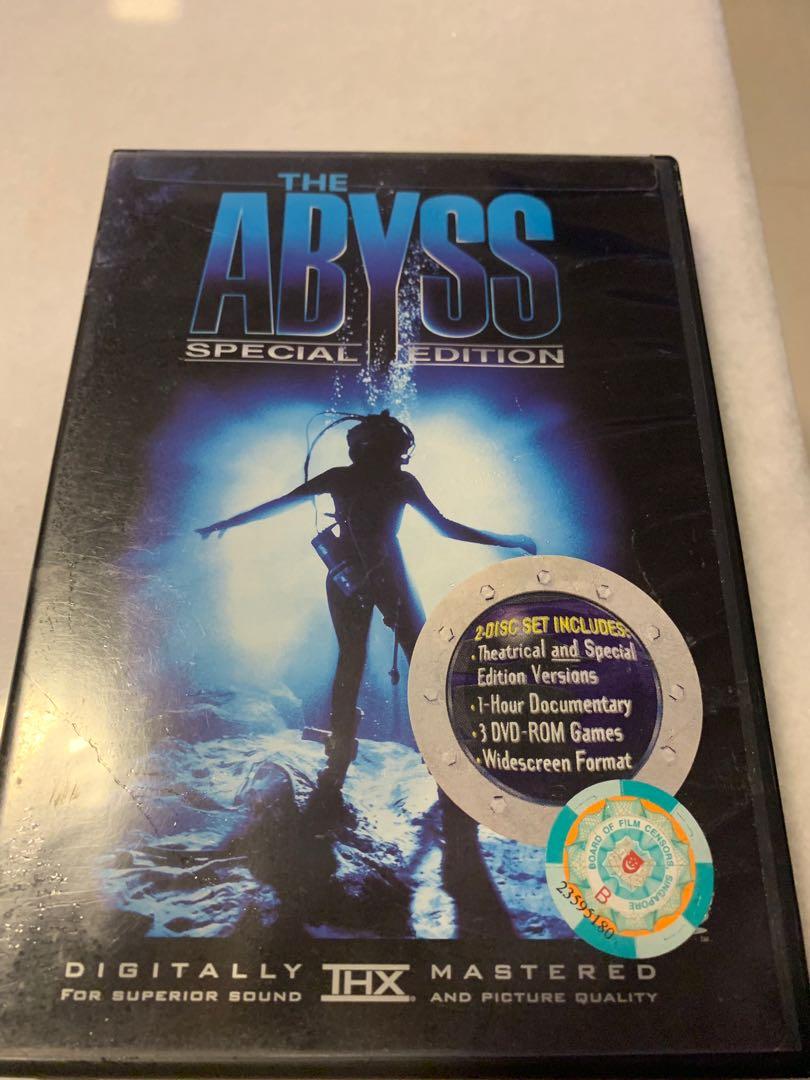 THE
ABYSS
SPECIAL EDITION
2-DISC SET INCLUDES:
• Theatrical and Special
Edition Versions
• 1-Hour Documentary
• 3 DVD-ROM Games
• Widescreen Format
BOARD OF FILM CENSORS
SINGAPORE
B
23595180
DIGITALLY THX MASTERED
FOR SUPERIOR SOUND AND PICTURE QUALITY